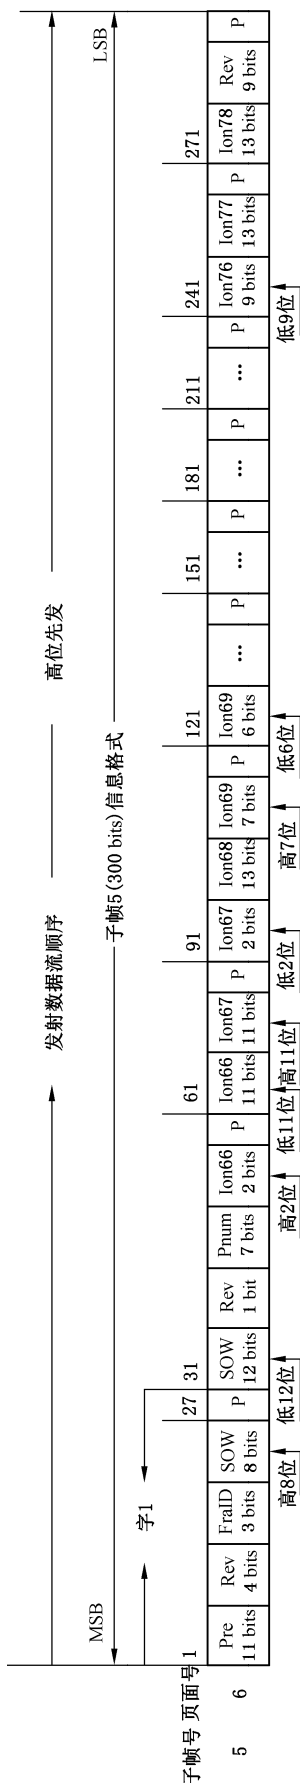 发射数据流顺序 高位先发
MSB 子帧5(300 bits)信息格式 LSB
字1
子帧号 页面号 1 27 31 61 91 121 151 181 211 241 271
5 6
Pre 11 bits
Rev 4 bits
FraID 3 bits
SOW 8 bits
P
SOW 12 bits
Rev 1 bit
Pnum 7 bits
Ion66 2 bits
P
Ion66 11 bits
Ion67 11 bits
P
Ion67 2 bits
Ion68 13 bits
Ion69 7 bits
P
Ion69 6 bits
…
P
…
P
…
P
…
P
Ion76 9 bits
Ion77 13 bits
P
Ion78 13 bits
Rev 9 bits
P
高8位 低12位 高2位 低11位 高11位 低2位 高7位 低6位 低9位